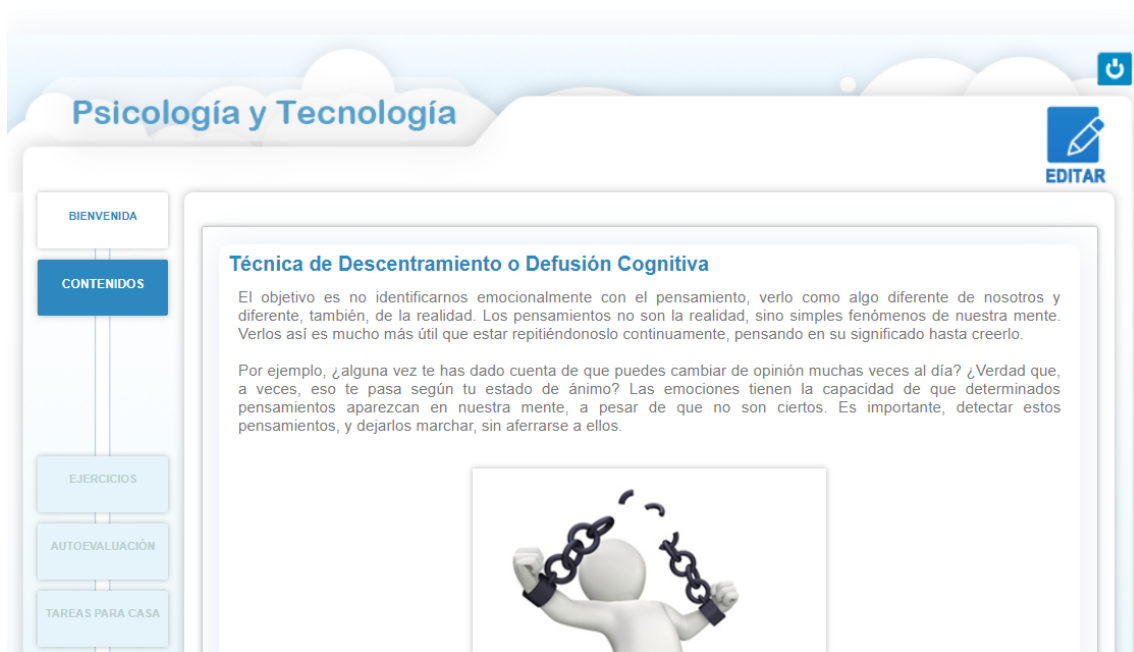 Psicología y Tecnología
EDITAR
BIENVENIDA
CONTENIDOS
EJERCICIOS
AUTOEVALUACIÓN
TAREAS PARA CASA
Técnica de Descentramiento o Defusión Cognitiva
El objetivo es no identificarnos emocionalmente con el pensamiento, verlo como algo diferente de nosotros y
diferente, también, de la realidad. Los pensamientos no son la realidad, sino simples fenómenos de nuestra mente.
Verlos así es mucho más útil que estar repitiéndonoslo continuamente, pensando en su significado hasta creerlo.
Por ejemplo, ¿alguna vez te has dado cuenta de que puedes cambiar de opinión muchas veces al día? ¿Verdad que,
a veces, eso te pasa según tu estado de ánimo? Las emociones tienen la capacidad de que determinados
pensamientos aparezcan en nuestra mente, a pesar de que no son ciertos. Es importante, detectar estos
pensamientos, y dejarlos marchar, sin aferrarse a ellos.